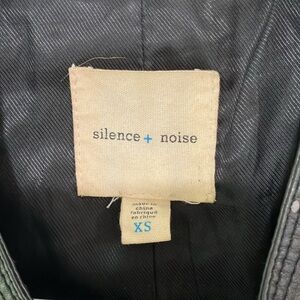 silence + noise
made in
china
fabriqué
en chine
XS